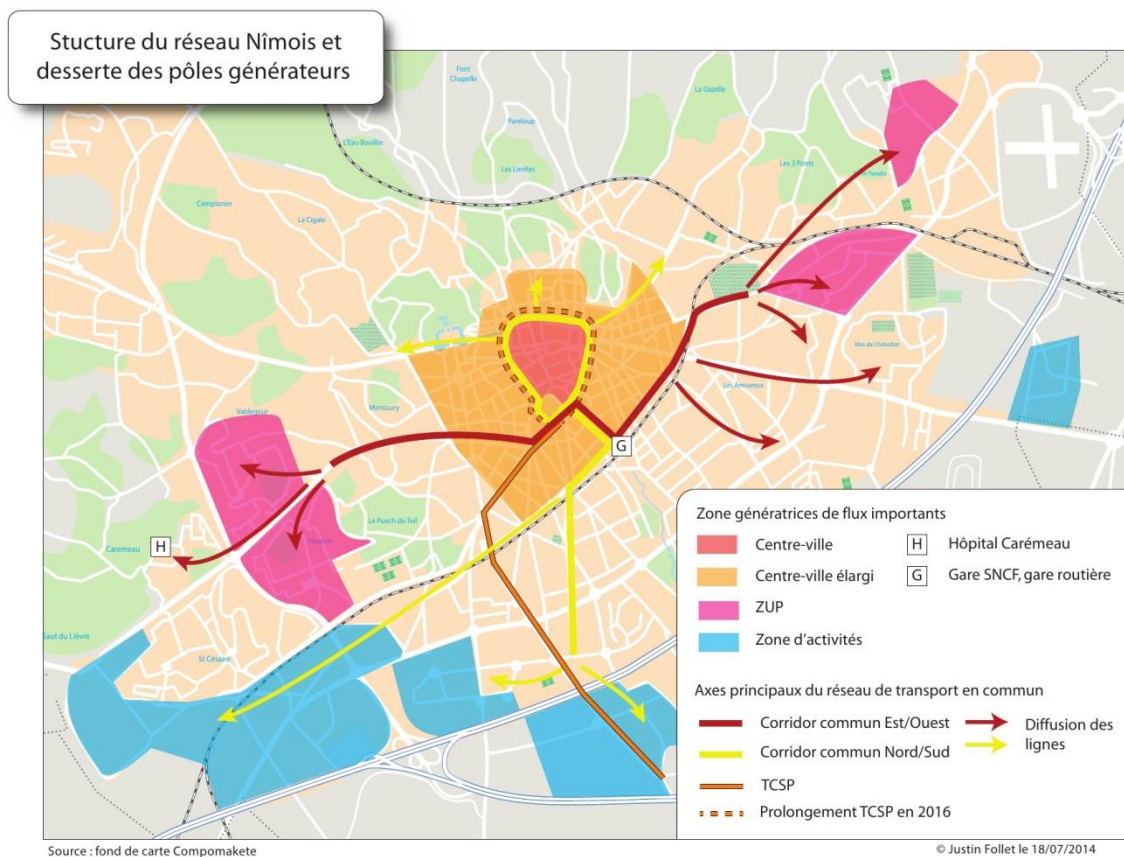 Stucture du réseau Nîmois et
desserte des pôles générateurs
Font
Chapelle
La Gazelle
Pareloup
L'Eau Bouillie
Les Limites
Les 3 Ponts
Camplanier
La Cigale
Mas de Chalvidan
Les Amoureux
Valdegour
Montaury
G
Le Puech du Teil
Pissevin
H
Caremeau
Saut du Lièvre
St Césaire
Zone génératrices de flux importants
Centre-ville
Centre-ville élargi
ZUP
Zone d'activités
H Hôpital Carémeau
G Gare SNCF, gare routière
Axes principaux du réseau de transport en commun
Corridor commun Est/Ouest
Corridor commun Nord/Sud
TCSP
Prolongement TCSP en 2016
Diffusion des
lignes
Source : fond de carte Compomakete
© Justin Follet le 18/07/2014